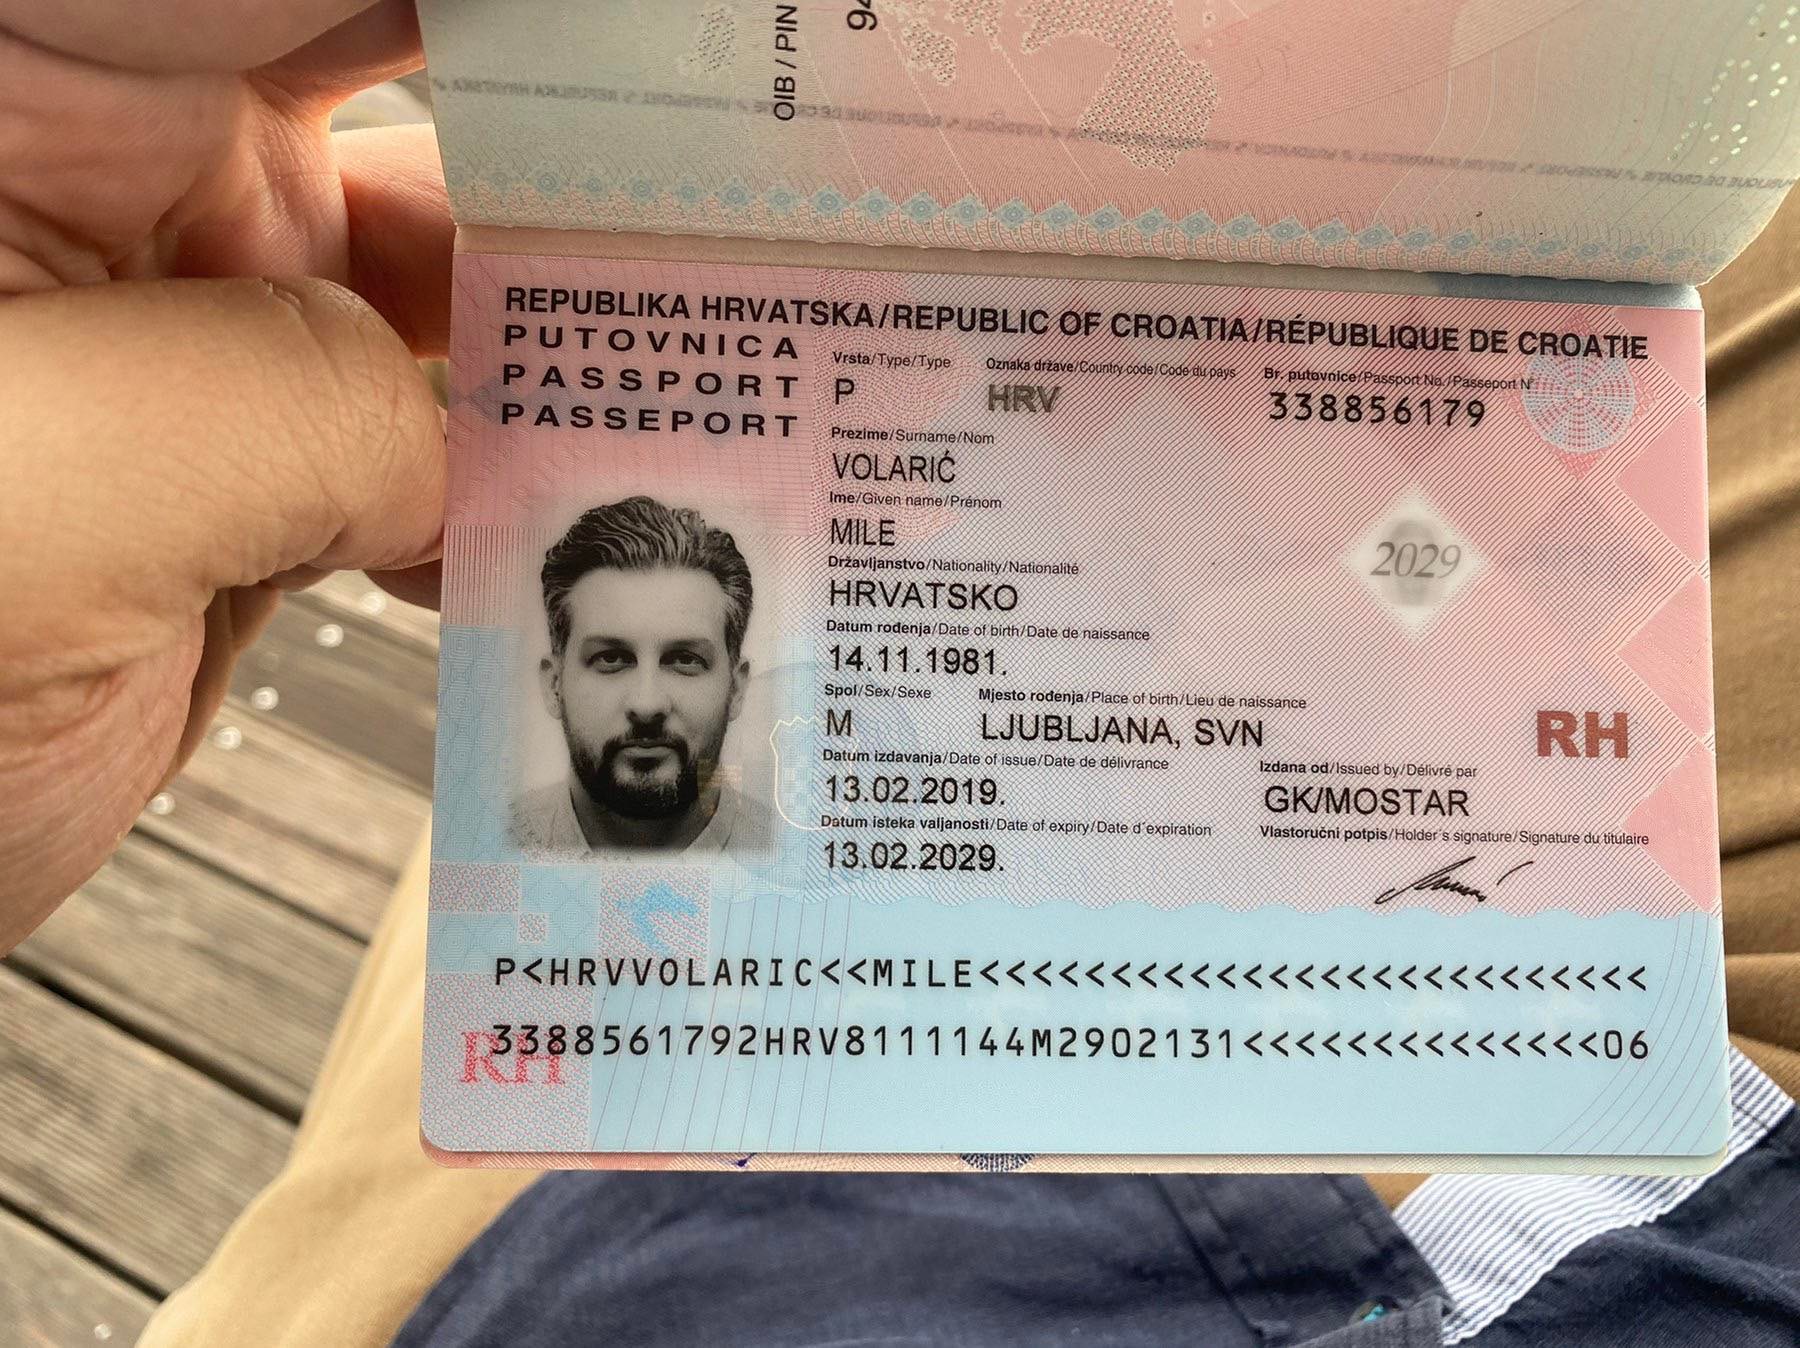 OIB / PIN
REPUBLIKA HRVATSKA/REPUBLIC OF CROATIA/RÉPUBLIQUE DE CROATIE
PUTOVNICA
PASSPORT
PASSEPORT
Vrsta/Type/Type Oznaka države/Country code/Code du pays Br. putovnice/Passport No./Passeport N°
P HRV 338856179
Prezime/Surname/Nom
VOLARIĆ
Ime/Given name/Prénom
MILE
Državljanstvo/Nationality/Nationalité
HRVATSKO
2029
Datum rođenja/Date of birth/Date de naissance
14.11.1981.
Spol/Sex/Sexe Mjesto rođenja/Place of birth/Lieu de naissance
M LJUBLJANA, SVN
RH
Datum izdavanja/Date of issue/Date de délivrance Izdana od/Issued by/Délivré par
13.02.2019. GK/MOSTAR
Datum isteka valjanosti/Date of expiry/Date d´expiration Vlastoručni potpis/Holder´s signature/Signature du titulaire
13.02.2029.
P<HRVVOLARIC<<MILE<<<<<<<<<<<<<<<<<<<<<<<<<<
3388561792HRV8111144M2902131<<<<<<<<<<<<<<06
RH